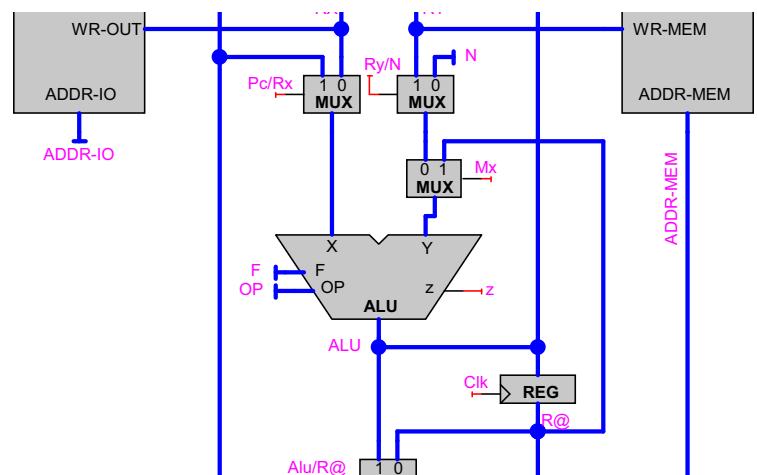 WR-OUT
WR-MEM
N
Ry/N
Pc/Rx
1 0
MUX
1 0
MUX
ADDR-IO
ADDR-MEM
ADDR-IO
0 1
MUX
Mx
ADDR-MEM
X
Y
F
F
OP
OP
z
z
ALU
ALU
Clk
REG
R@
Alu/R@
1 0